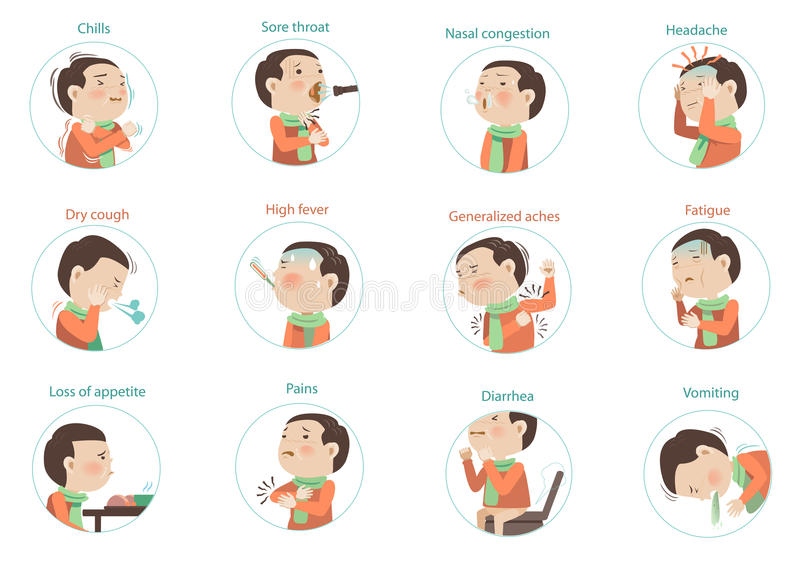 Chills
Sore throat
Nasal congestion
Headache
Dry cough
High fever
Generalized aches
Fatigue
Loss of appetite
Pains
Diarrhea
Vomiting
dreamstime